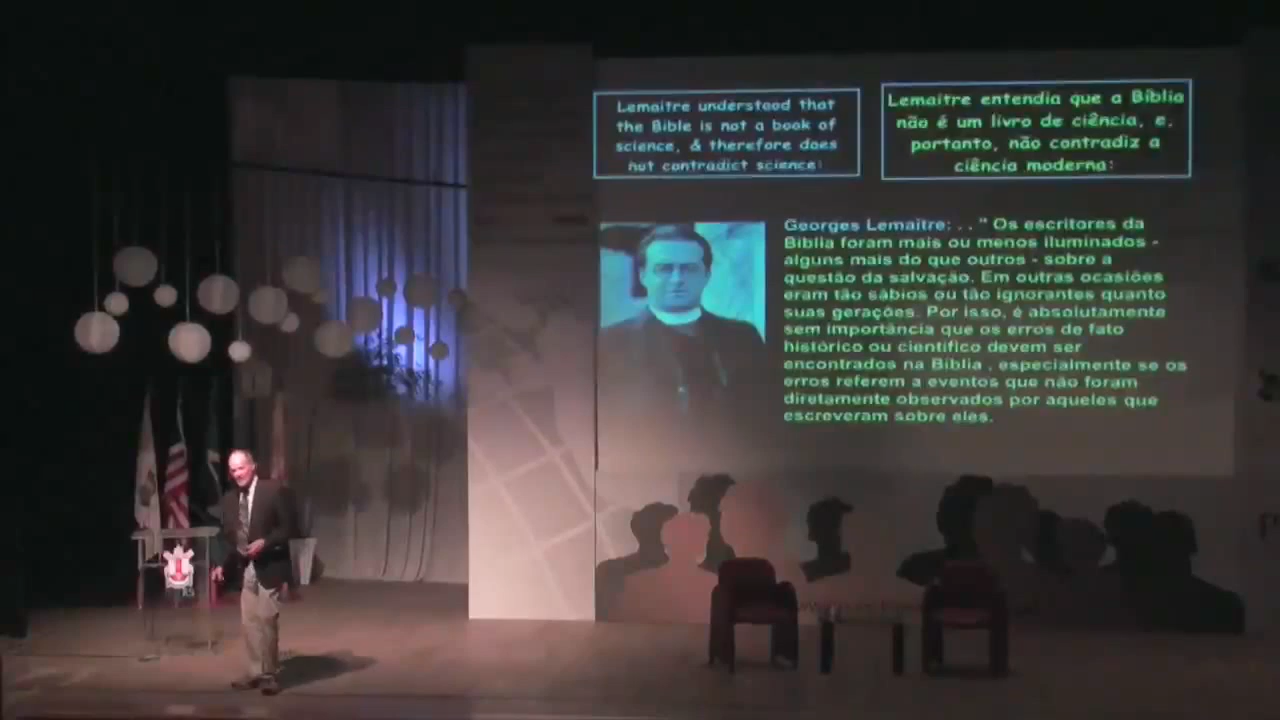 Lemaitre understood that
the Bible is not a book of
science, & therefore does
not contradict science:
Lemaitre entendia que a Bíblia
não é um livro de ciência, e,
portanto, não contradiz a
ciência moderna:
Georges Lemaître: . . " Os escritores da
Bíblia foram mais ou menos iluminados -
alguns mais do que outros - sobre a
questão da salvação. Em outras ocasiões
eram tão sábios ou tão ignorantes quanto
suas gerações. Por isso, é absolutamente
sem importância que os erros de fato
histórico ou científico devem ser
encontrados na Bíblia , especialmente se os
erros referem a eventos que não foram
diretamente observados por aqueles que
escreveram sobre eles.